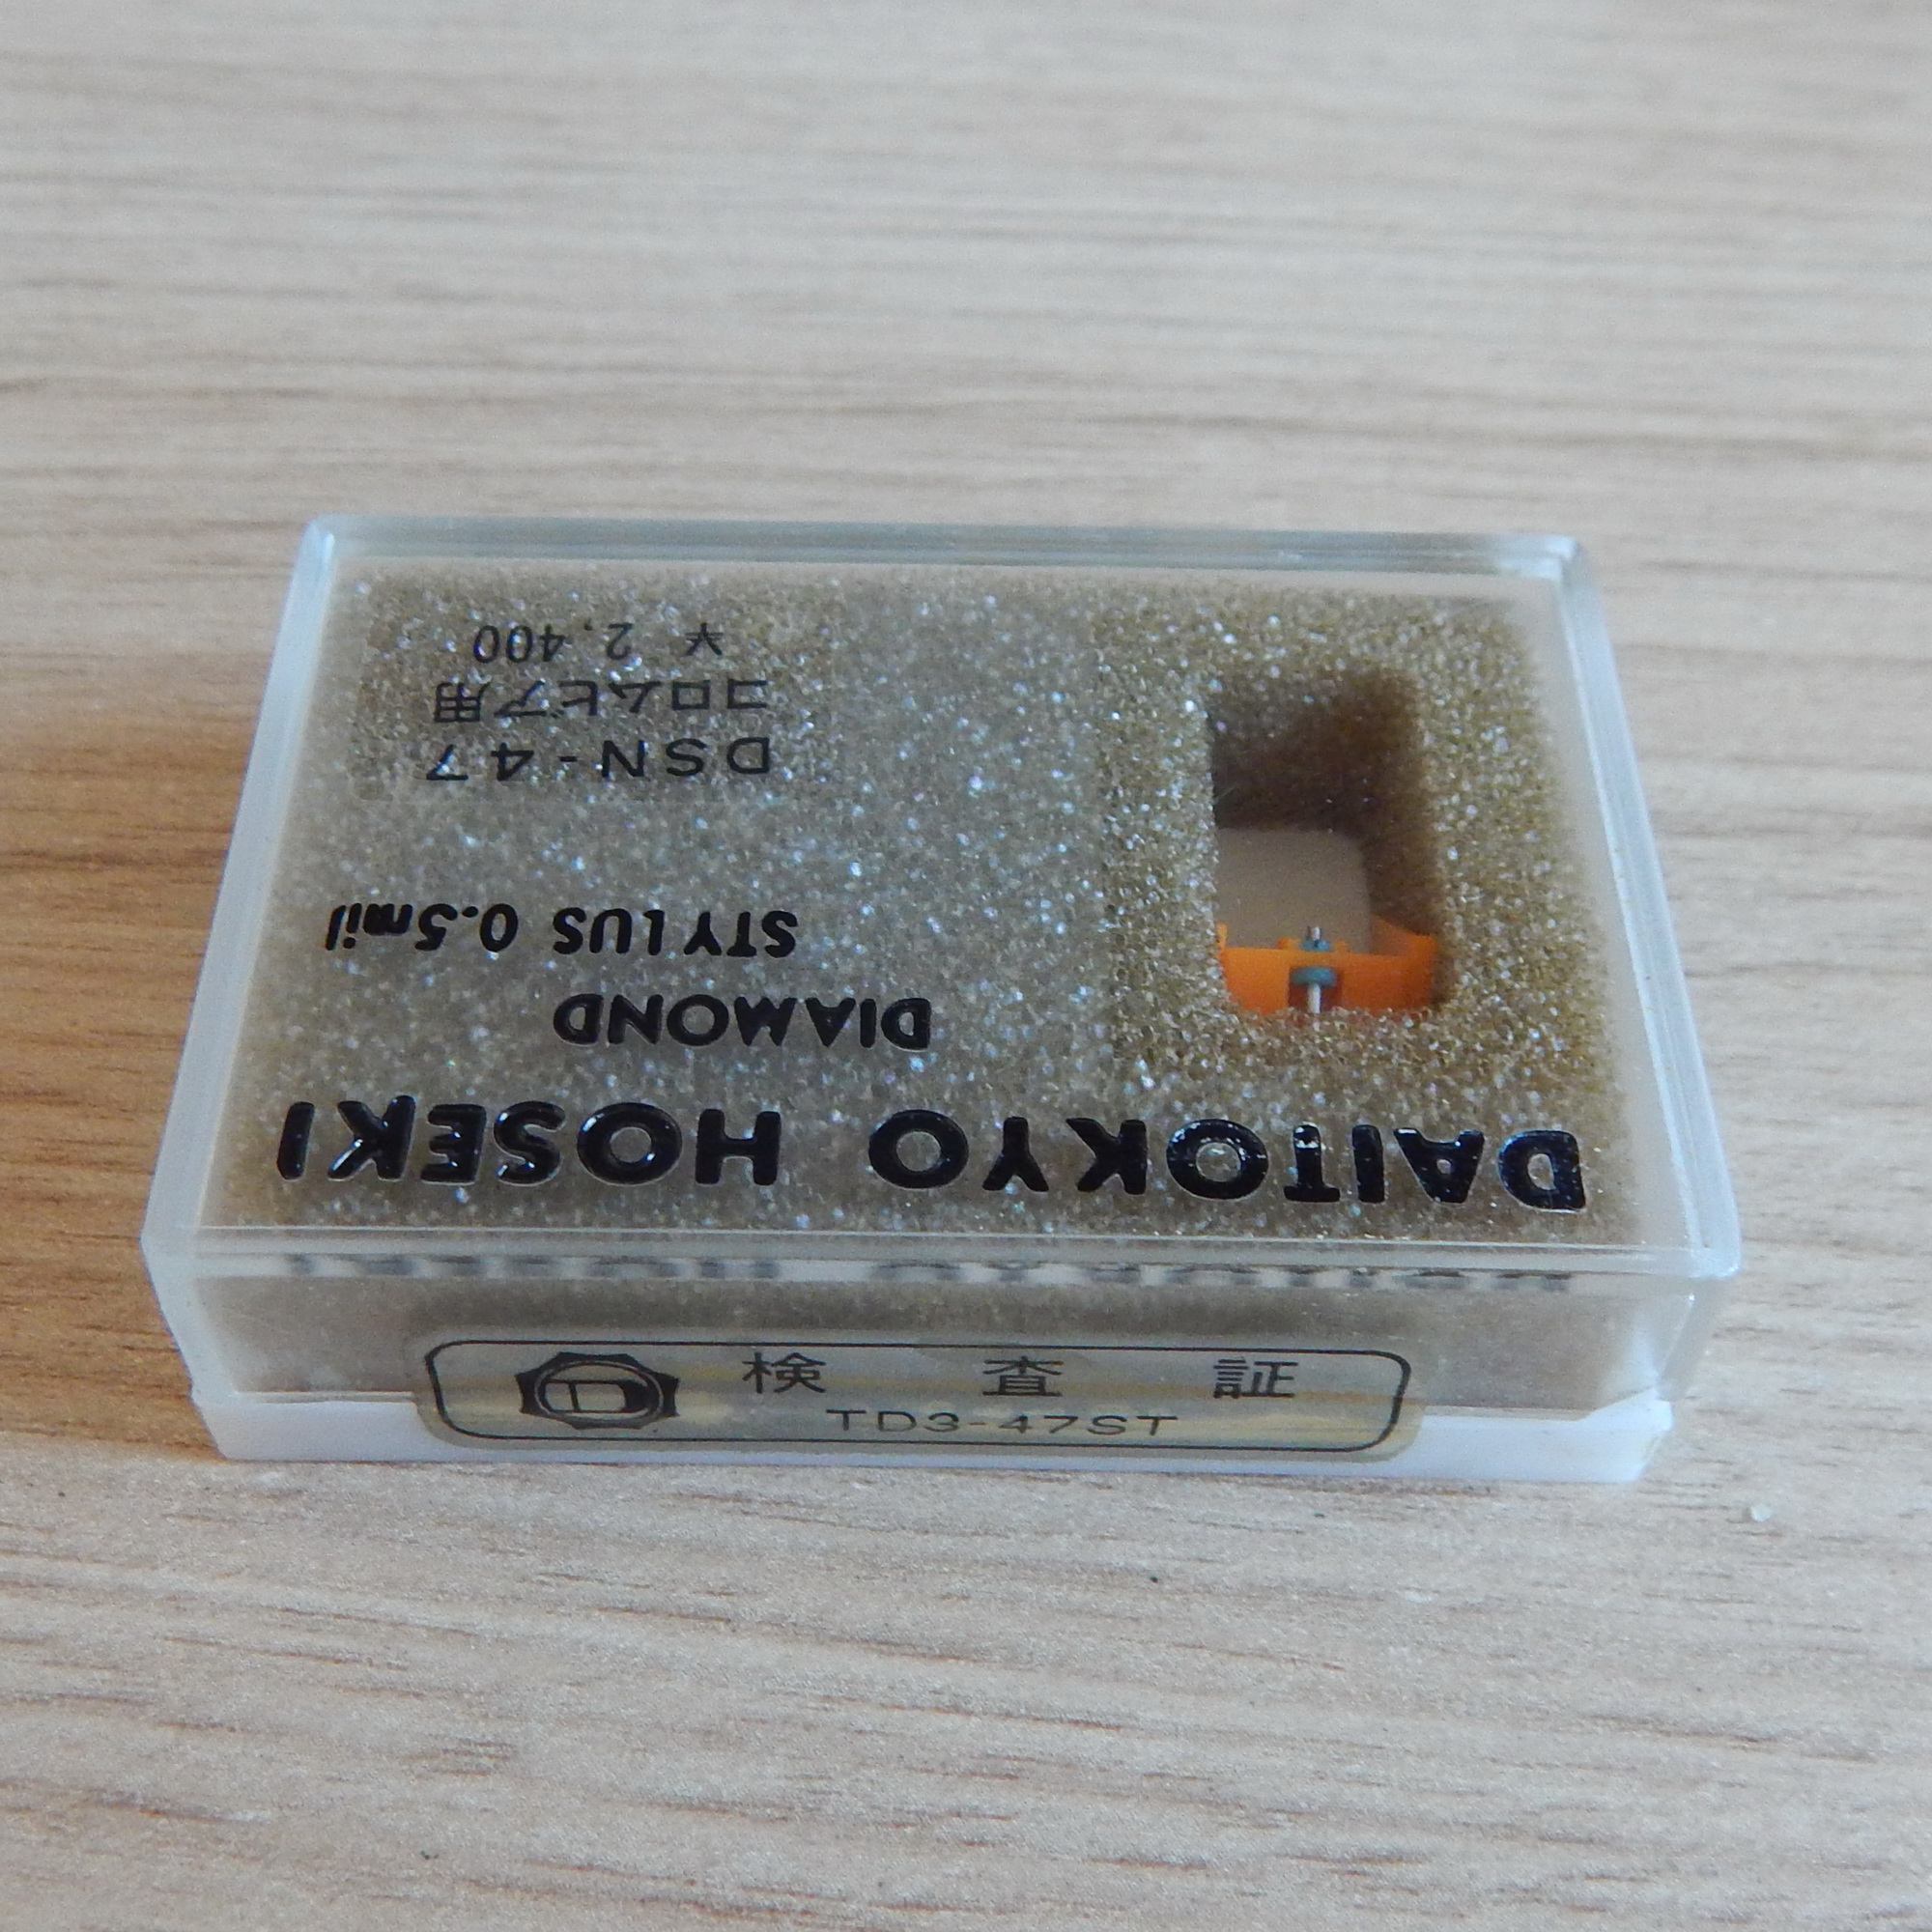 DAITOKYO HOSEKI
DIAMOND
STYLUS 0.5mil
DSN-47
コロムビア用
¥ 2,400
D 検査証
TD3-47ST